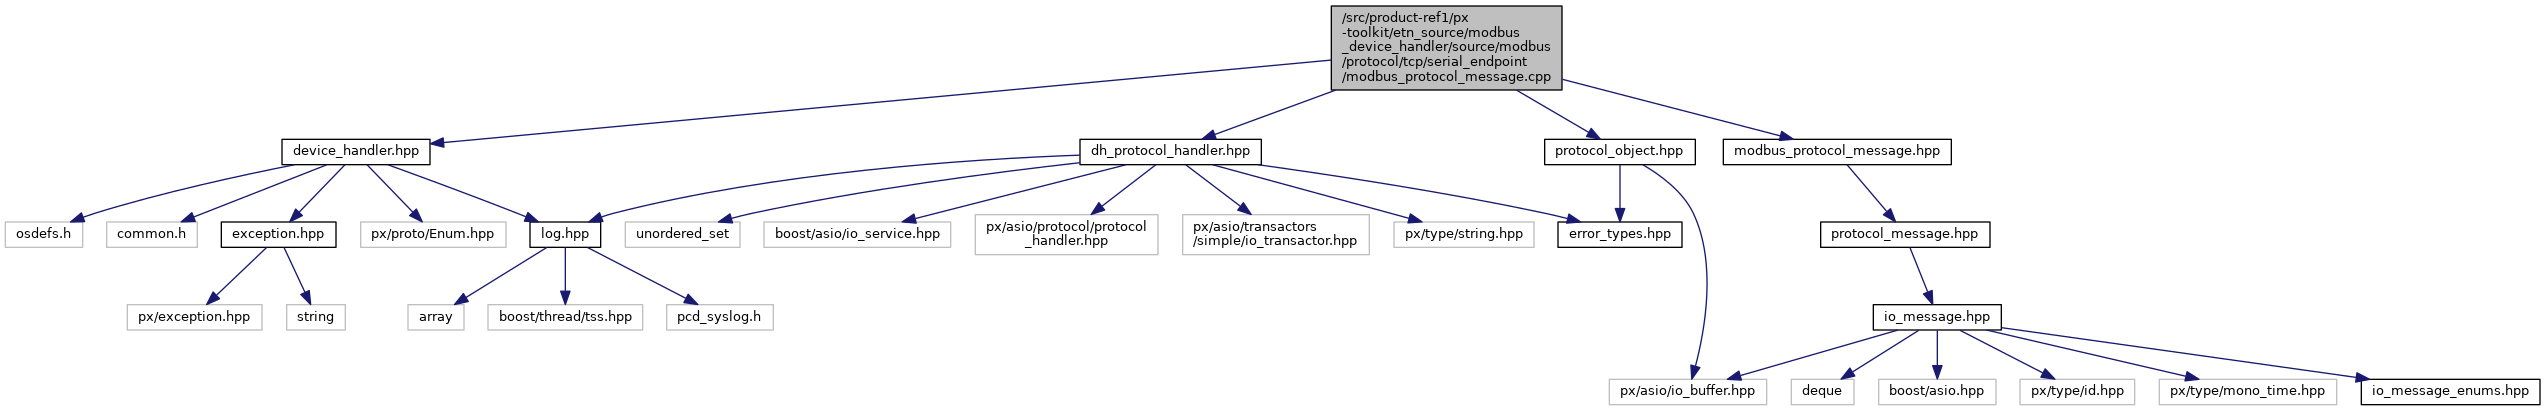 /src/product-ref1/px
-toolkit/etn_source/modbus
_device_handler/source/modbus
/protocol/tcp/serial_endpoint
/modbus_protocol_message.cpp
device_handler.hpp
dh_protocol_handler.hpp
protocol_object.hpp
modbus_protocol_message.hpp
osdefs.h
common.h
exception.hpp
px/proto/Enum.hpp
log.hpp
unordered_set
boost/asio/io_service.hpp
px/asio/protocol/protocol
_handler.hpp
px/asio/transactors
/simple/io_transactor.hpp
px/type/string.hpp
error_types.hpp
protocol_message.hpp
px/exception.hpp
string
array
boost/thread/tss.hpp
pcd_syslog.h
io_message.hpp
px/asio/io_buffer.hpp
deque
boost/asio.hpp
px/type/id.hpp
px/type/mono_time.hpp
io_message_enums.hpp